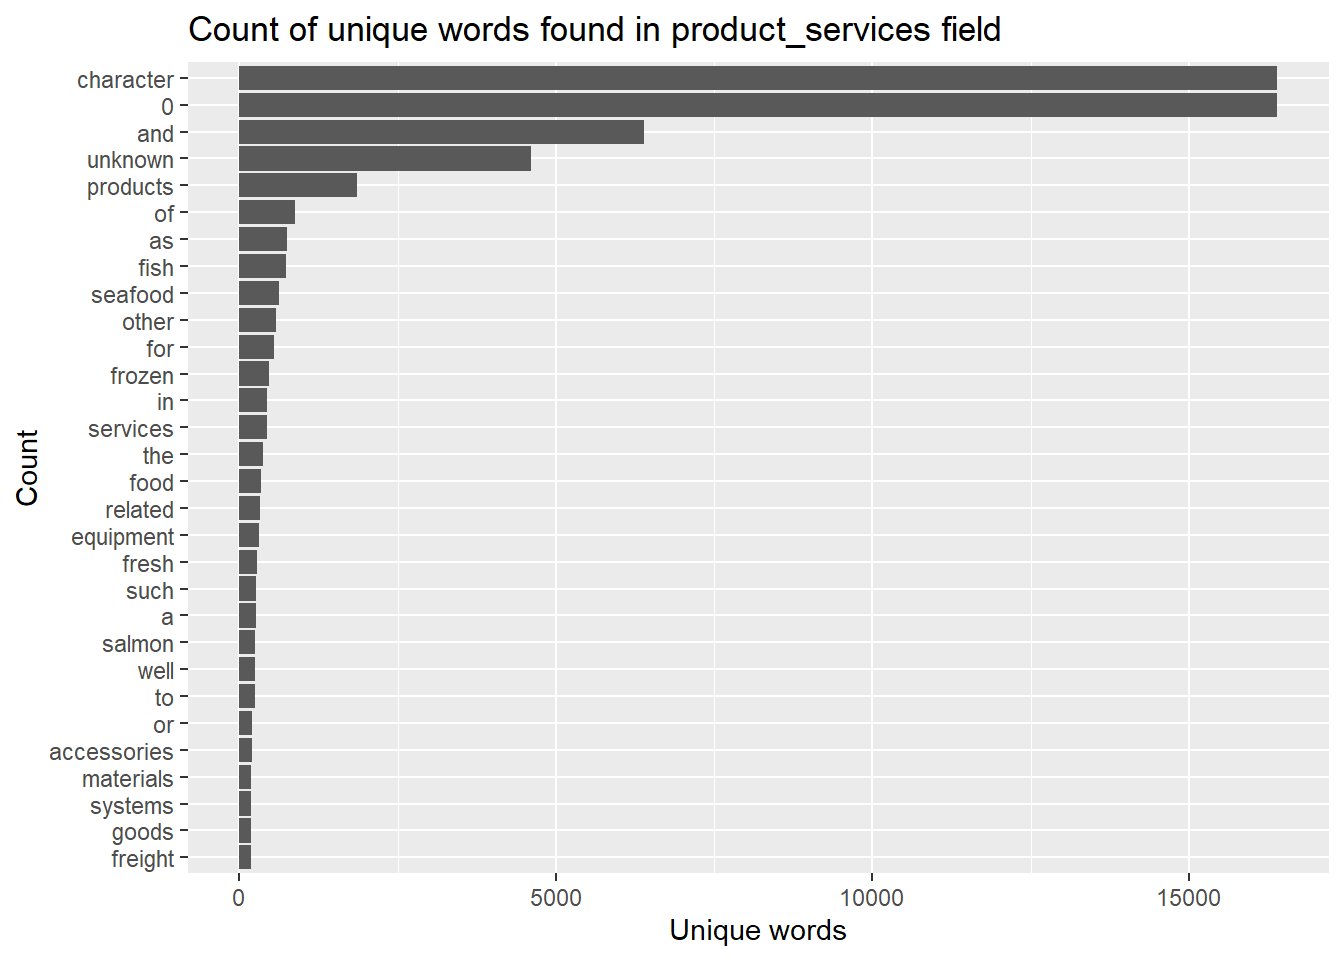 Count of unique words found in product_services field
character
0
and
unknown
products
of
as
fish
seafood
other
for
frozen
in
services
the
food
related
equipment
fresh
such
a
salmon
well
to
or
accessories
materials
systems
goods
freight
Count
0 5000 10000 15000
Unique words